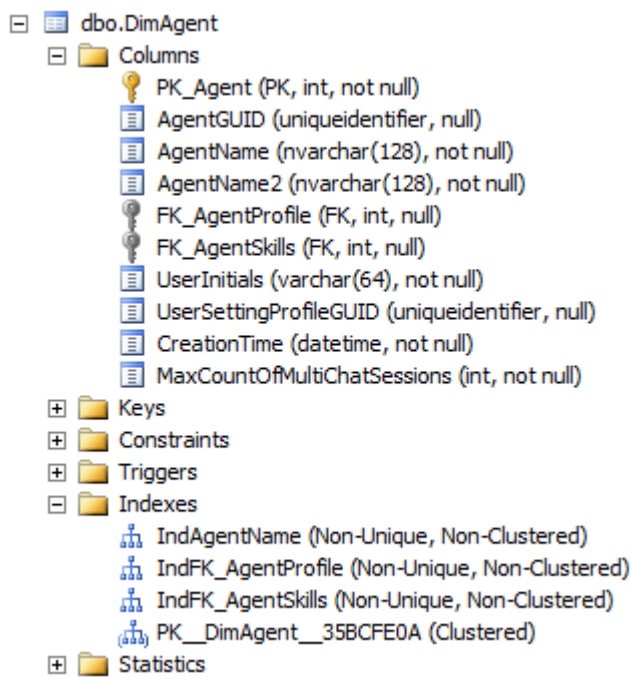 dbo.DimAgent
Columns
PK_Agent (PK, int, not null)
AgentGUID (uniqueidentifier, null)
AgentName (nvarchar(128), not null)
AgentName2 (nvarchar(128), not null)
FK_AgentProfile (FK, int, null)
FK_AgentSkills (FK, int, null)
UserInitials (varchar(64), not null)
UserSettingProfileGUID (uniqueidentifier, null)
CreationTime (datetime, not null)
MaxCountOfMultiChatSessions (int, not null)
Keys
Constraints
Triggers
Indexes
IndAgentName (Non-Unique, Non-Clustered)
IndFK_AgentProfile (Non-Unique, Non-Clustered)
IndFK_AgentSkills (Non-Unique, Non-Clustered)
PK__DimAgent__35BCFE0A (Clustered)
Statistics